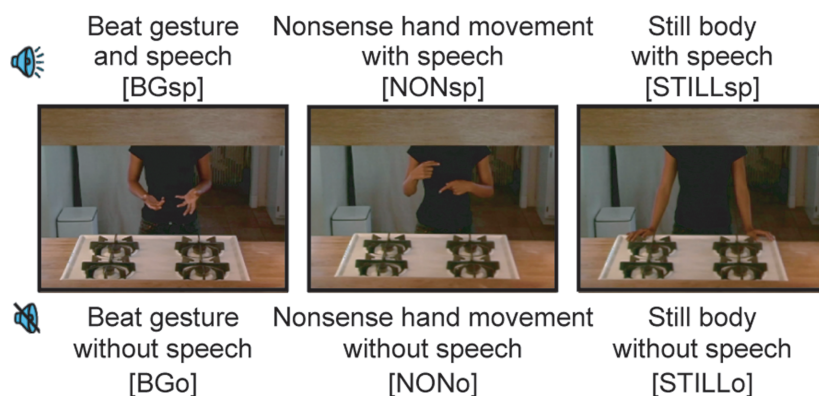 Beat gesture
and speech
[BGsp]
Nonsense hand movement
with speech
[NONsp]
Still body
with speech
[STILLsp]
Beat gesture
without speech
[BGo]
Nonsense hand movement
without speech
[NONo]
Still body
without speech
[STILLo]